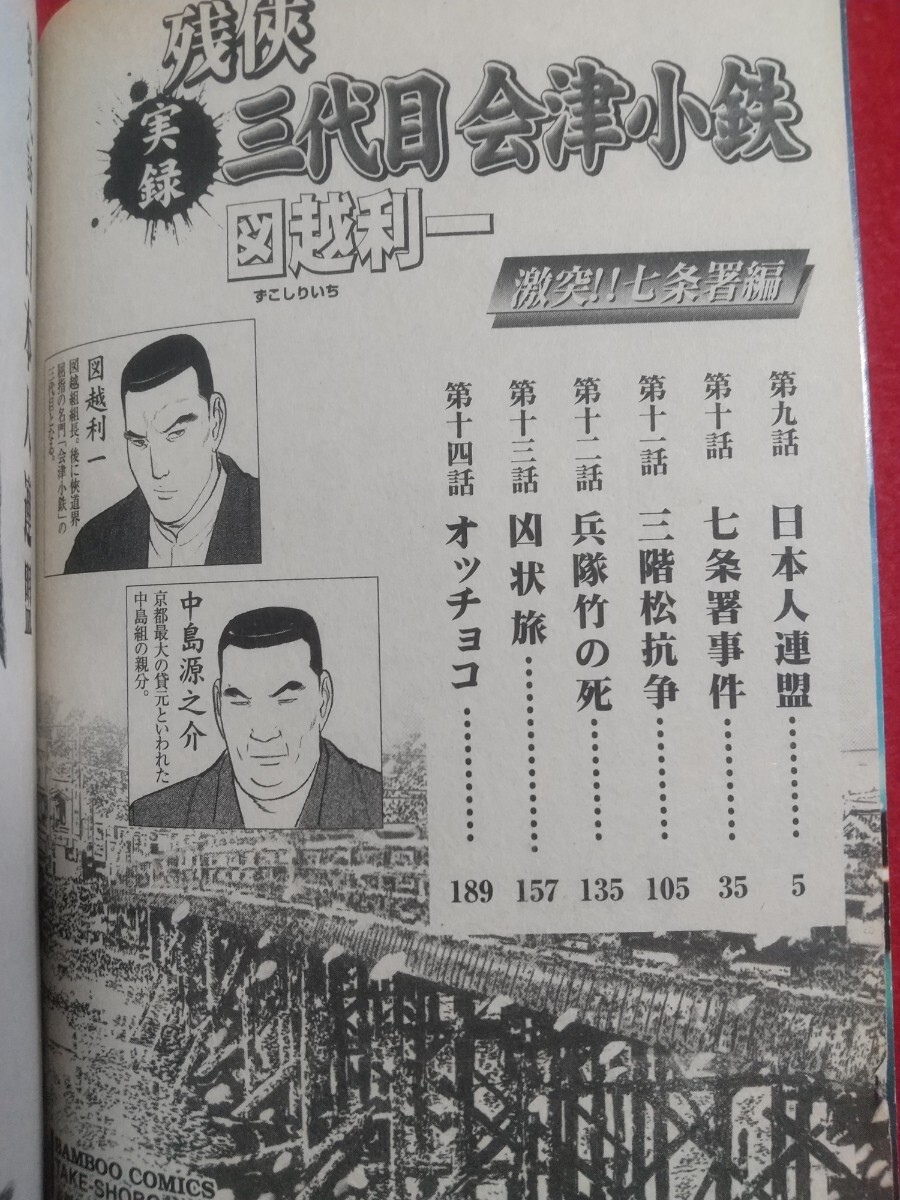 残侠
実録
三代目 会津小鉄
図越利一
ずこしりいち
激突!!七条署編
第九話 日本人連盟 5
第十話 七条署事件 35
第十一話 三階松抗争 105
第十二話 兵隊竹の死 135
第十三話 凶状旅 157
第十四話 オッチョコ 189
図越利一
図越組組長。後に侠道界
屈指の名門「会津小鉄」の
三代目となる。
中島源之介
京都最大の貸元といわれた
中島組の親分。
BAMBOO COMICS